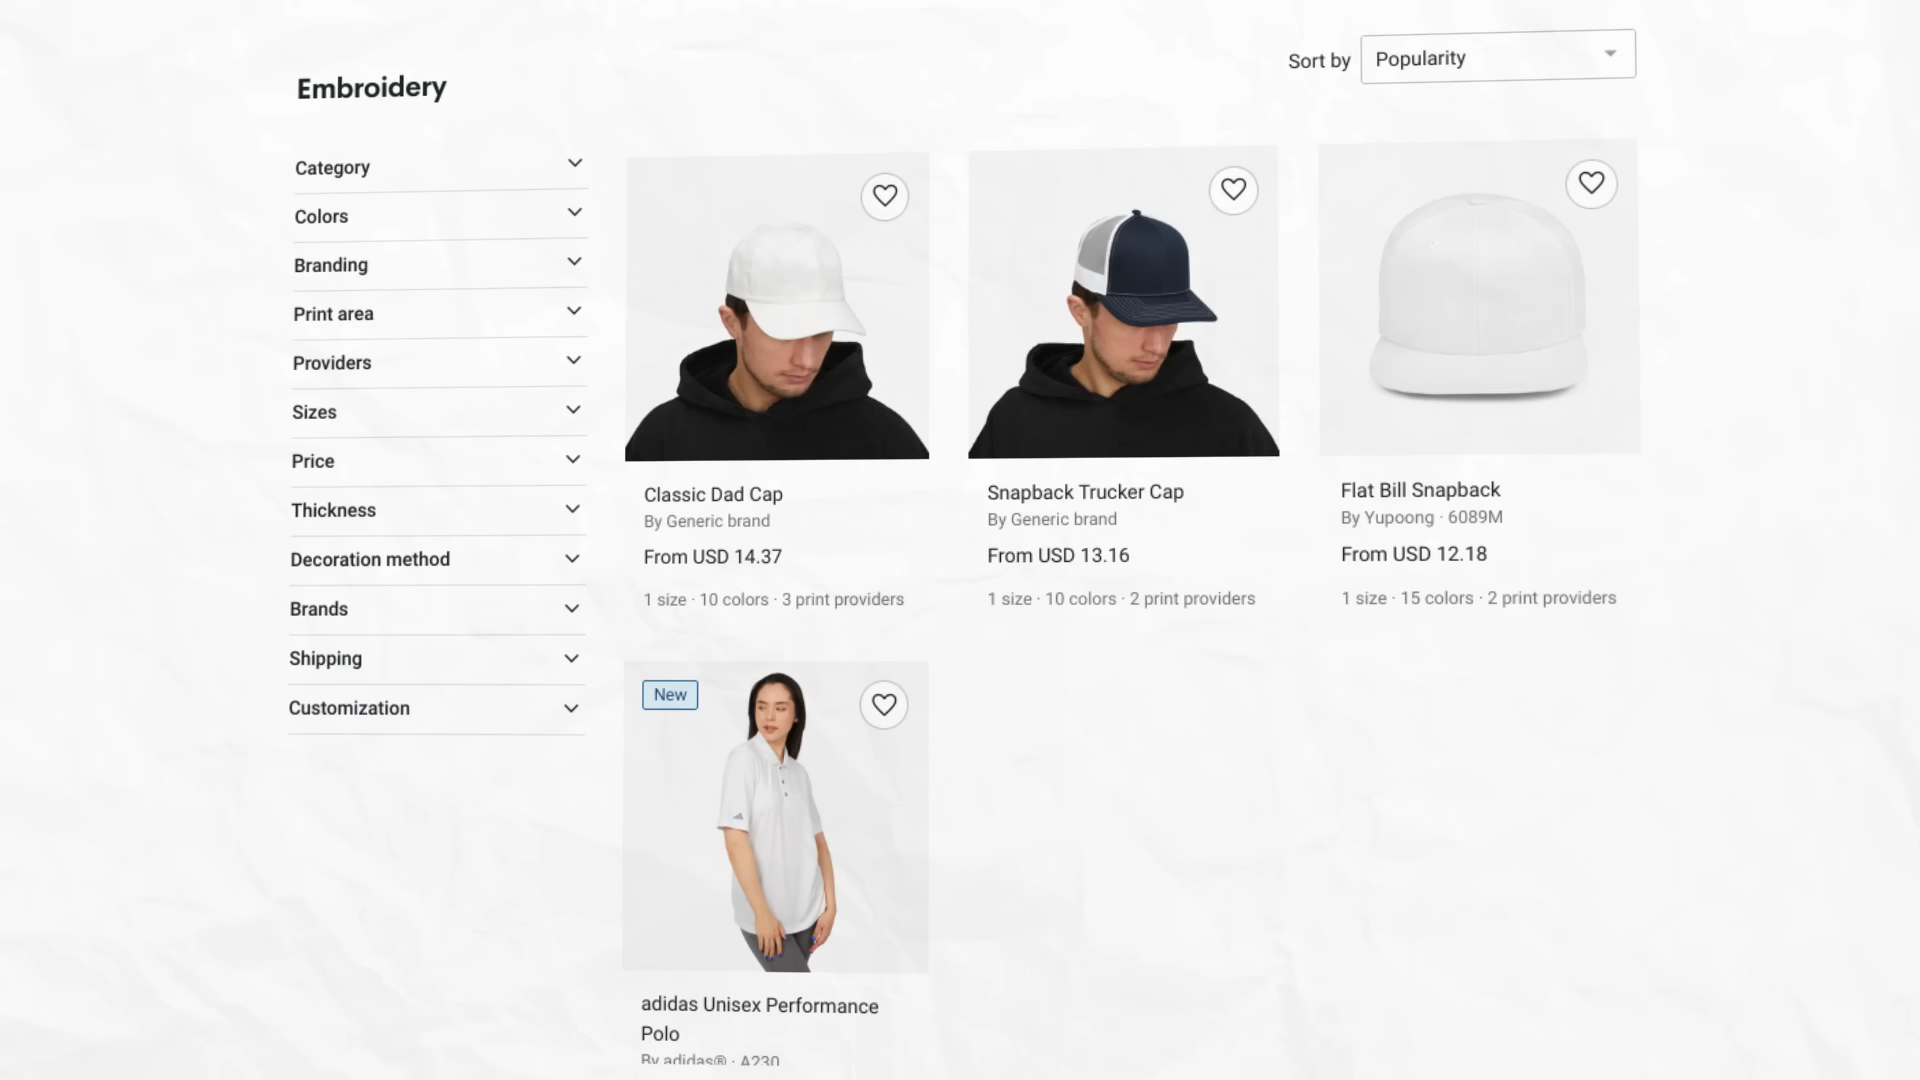 Embroidery
Sort by
Popularity
Category
Colors
Branding
Print area
Providers
Sizes
Price
Thickness
Decoration method
Brands
Shipping
Customization
Classic Dad Cap
By Generic brand
From USD 14.37
1 size · 10 colors · 3 print providers
Snapback Trucker Cap
By Generic brand
From USD 13.16
1 size · 10 colors · 2 print providers
Flat Bill Snapback
By Yupoong · 6089M
From USD 12.18
1 size · 15 colors · 2 print providers
New
adidas Unisex Performance
Polo
By adidas® · A230